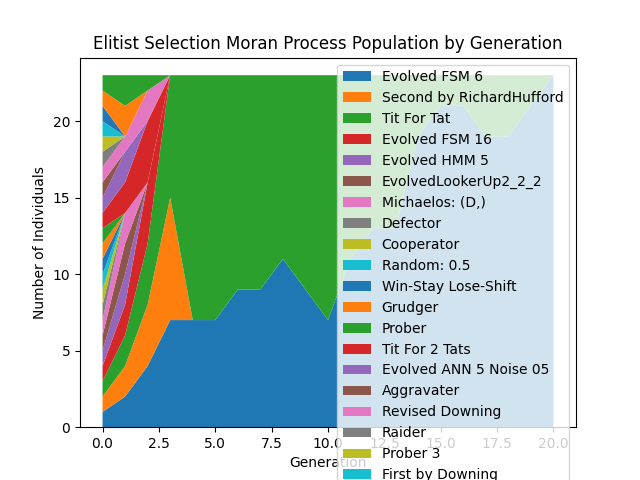 Elitist Selection Moran Process Population by Generation
Number of Individuals
20
15
10
5
0
0.0
2.5
5.0
7.5
10.0
12.5
15.0
17.5
20.0
Generation
Evolved FSM 6
Second by RichardHufford
Tit For Tat
Evolved FSM 16
Evolved HMM 5
EvolvedLookerUp2_2_2
Michaelos: (D,)
Defector
Cooperator
Random: 0.5
Win-Stay Lose-Shift
Grudger
Prober
Tit For 2 Tats
Evolved ANN 5 Noise 05
Aggravater
Revised Downing
Raider
Prober 3
First by Downing